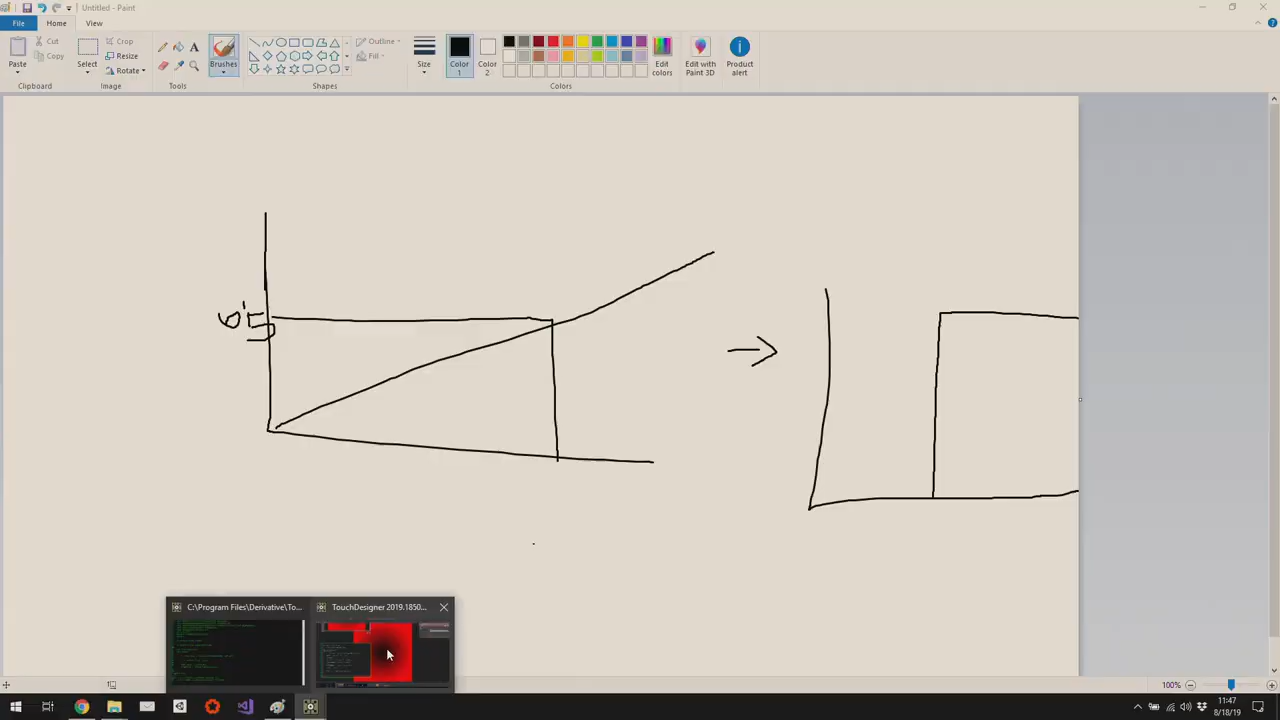 Untitled - Paint
File
Home
View
Paste
Cut
Copy
Clipboard
Select
Crop
Resize
Rotate
Image
Tools
Brushes
Shapes
Outline
Fill
Size
Color
1
Color
2
Edit
colors
Colors
Edit with
Paint 3D
Product
alert
0.5
C:\Program Files\Derivative\To...
TouchDesigner 2019.1850...
100%
11:47
8/18/19